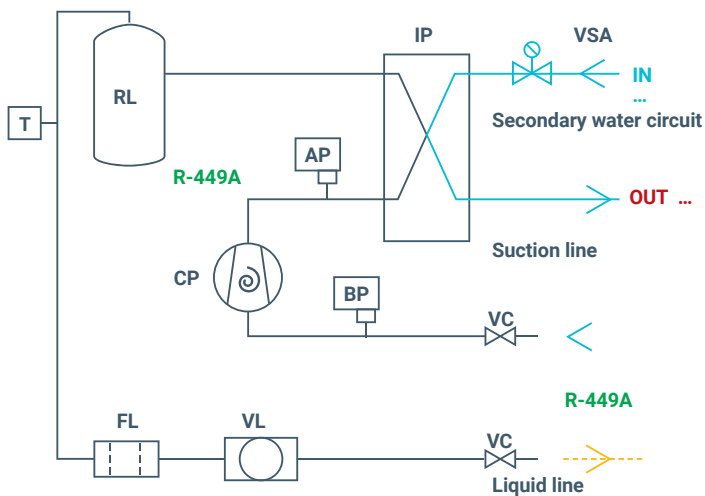 IP
VSA
RL
IN
...
T
Secondary water circuit
AP
R-449A
OUT ...
Suction line
CP
BP
VC
R-449A
FL
VL
VC
Liquid line